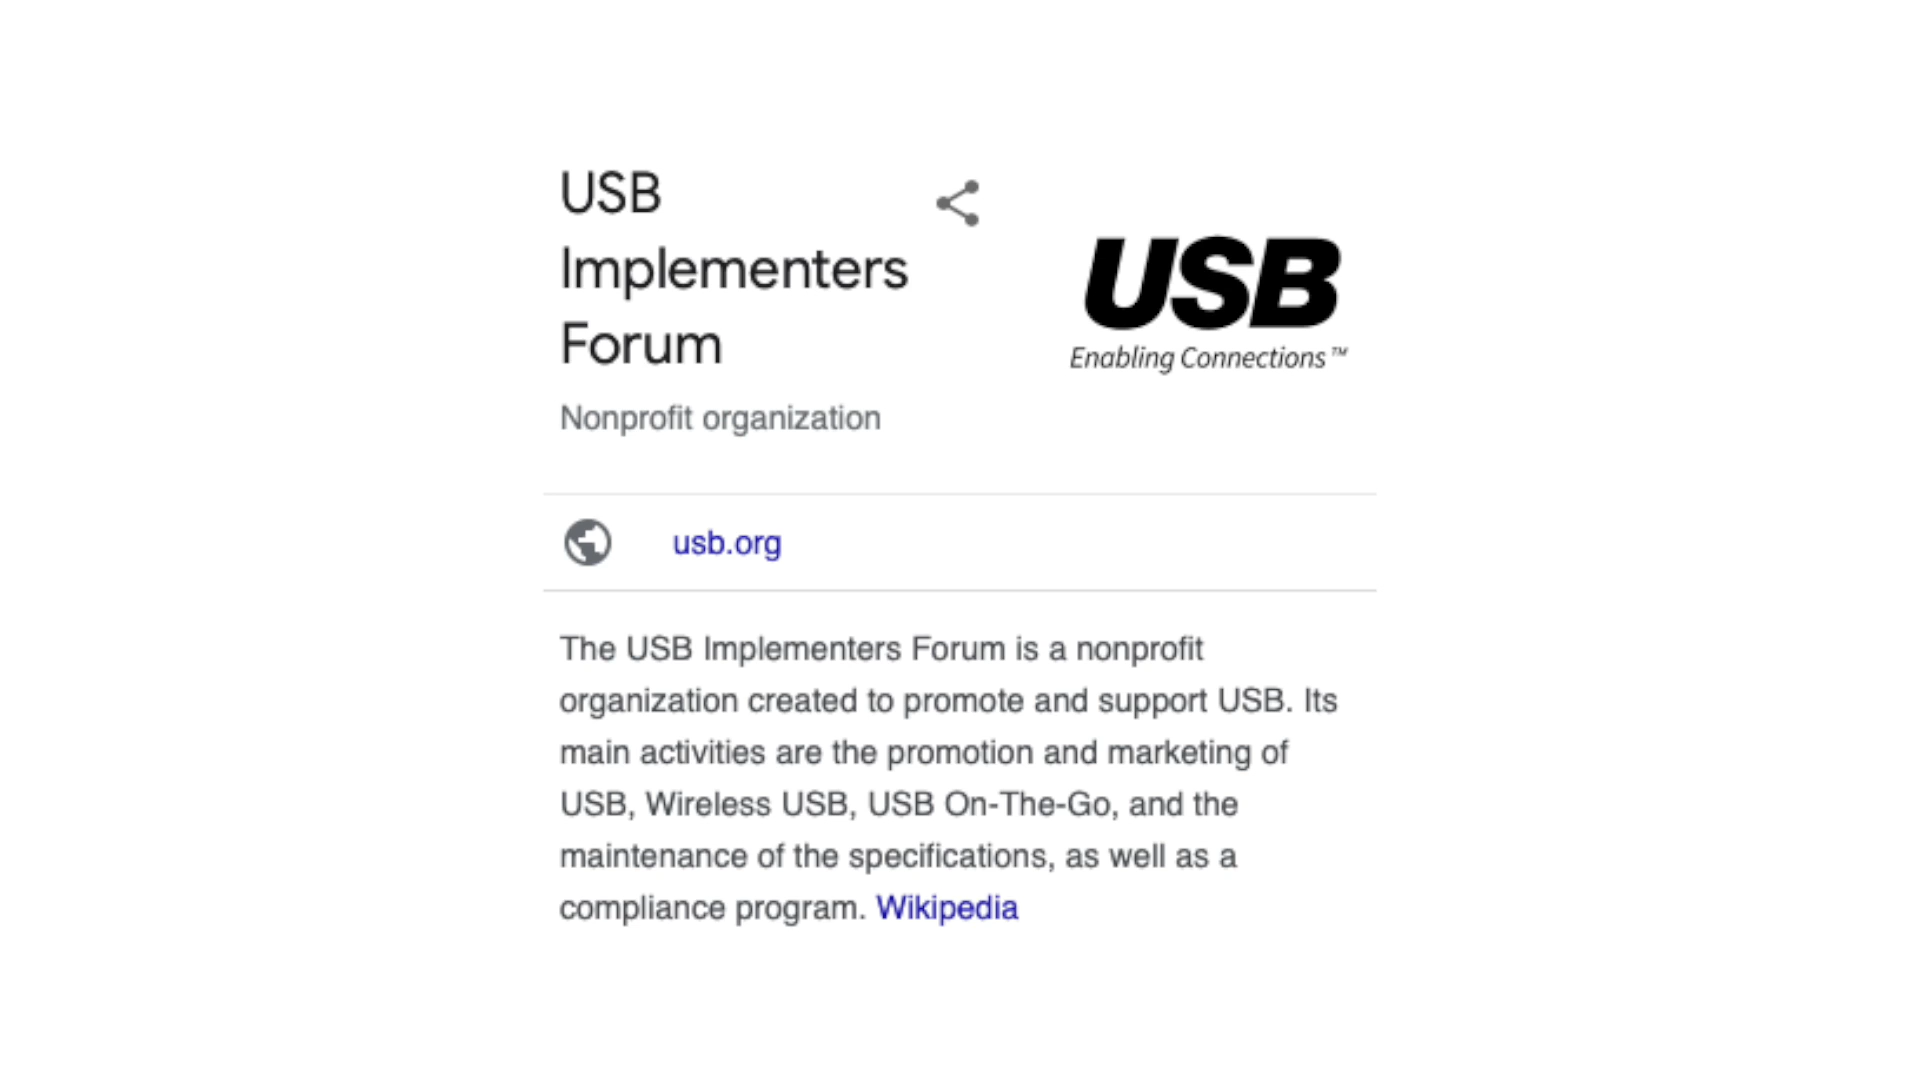 USB
Implementers
Forum
Nonprofit organization
USB
Enabling Connections™
usb.org
The USB Implementers Forum is a nonprofit
organization created to promote and support USB. Its
main activities are the promotion and marketing of
USB, Wireless USB, USB On-The-Go, and the
maintenance of the specifications, as well as a
compliance program. Wikipedia